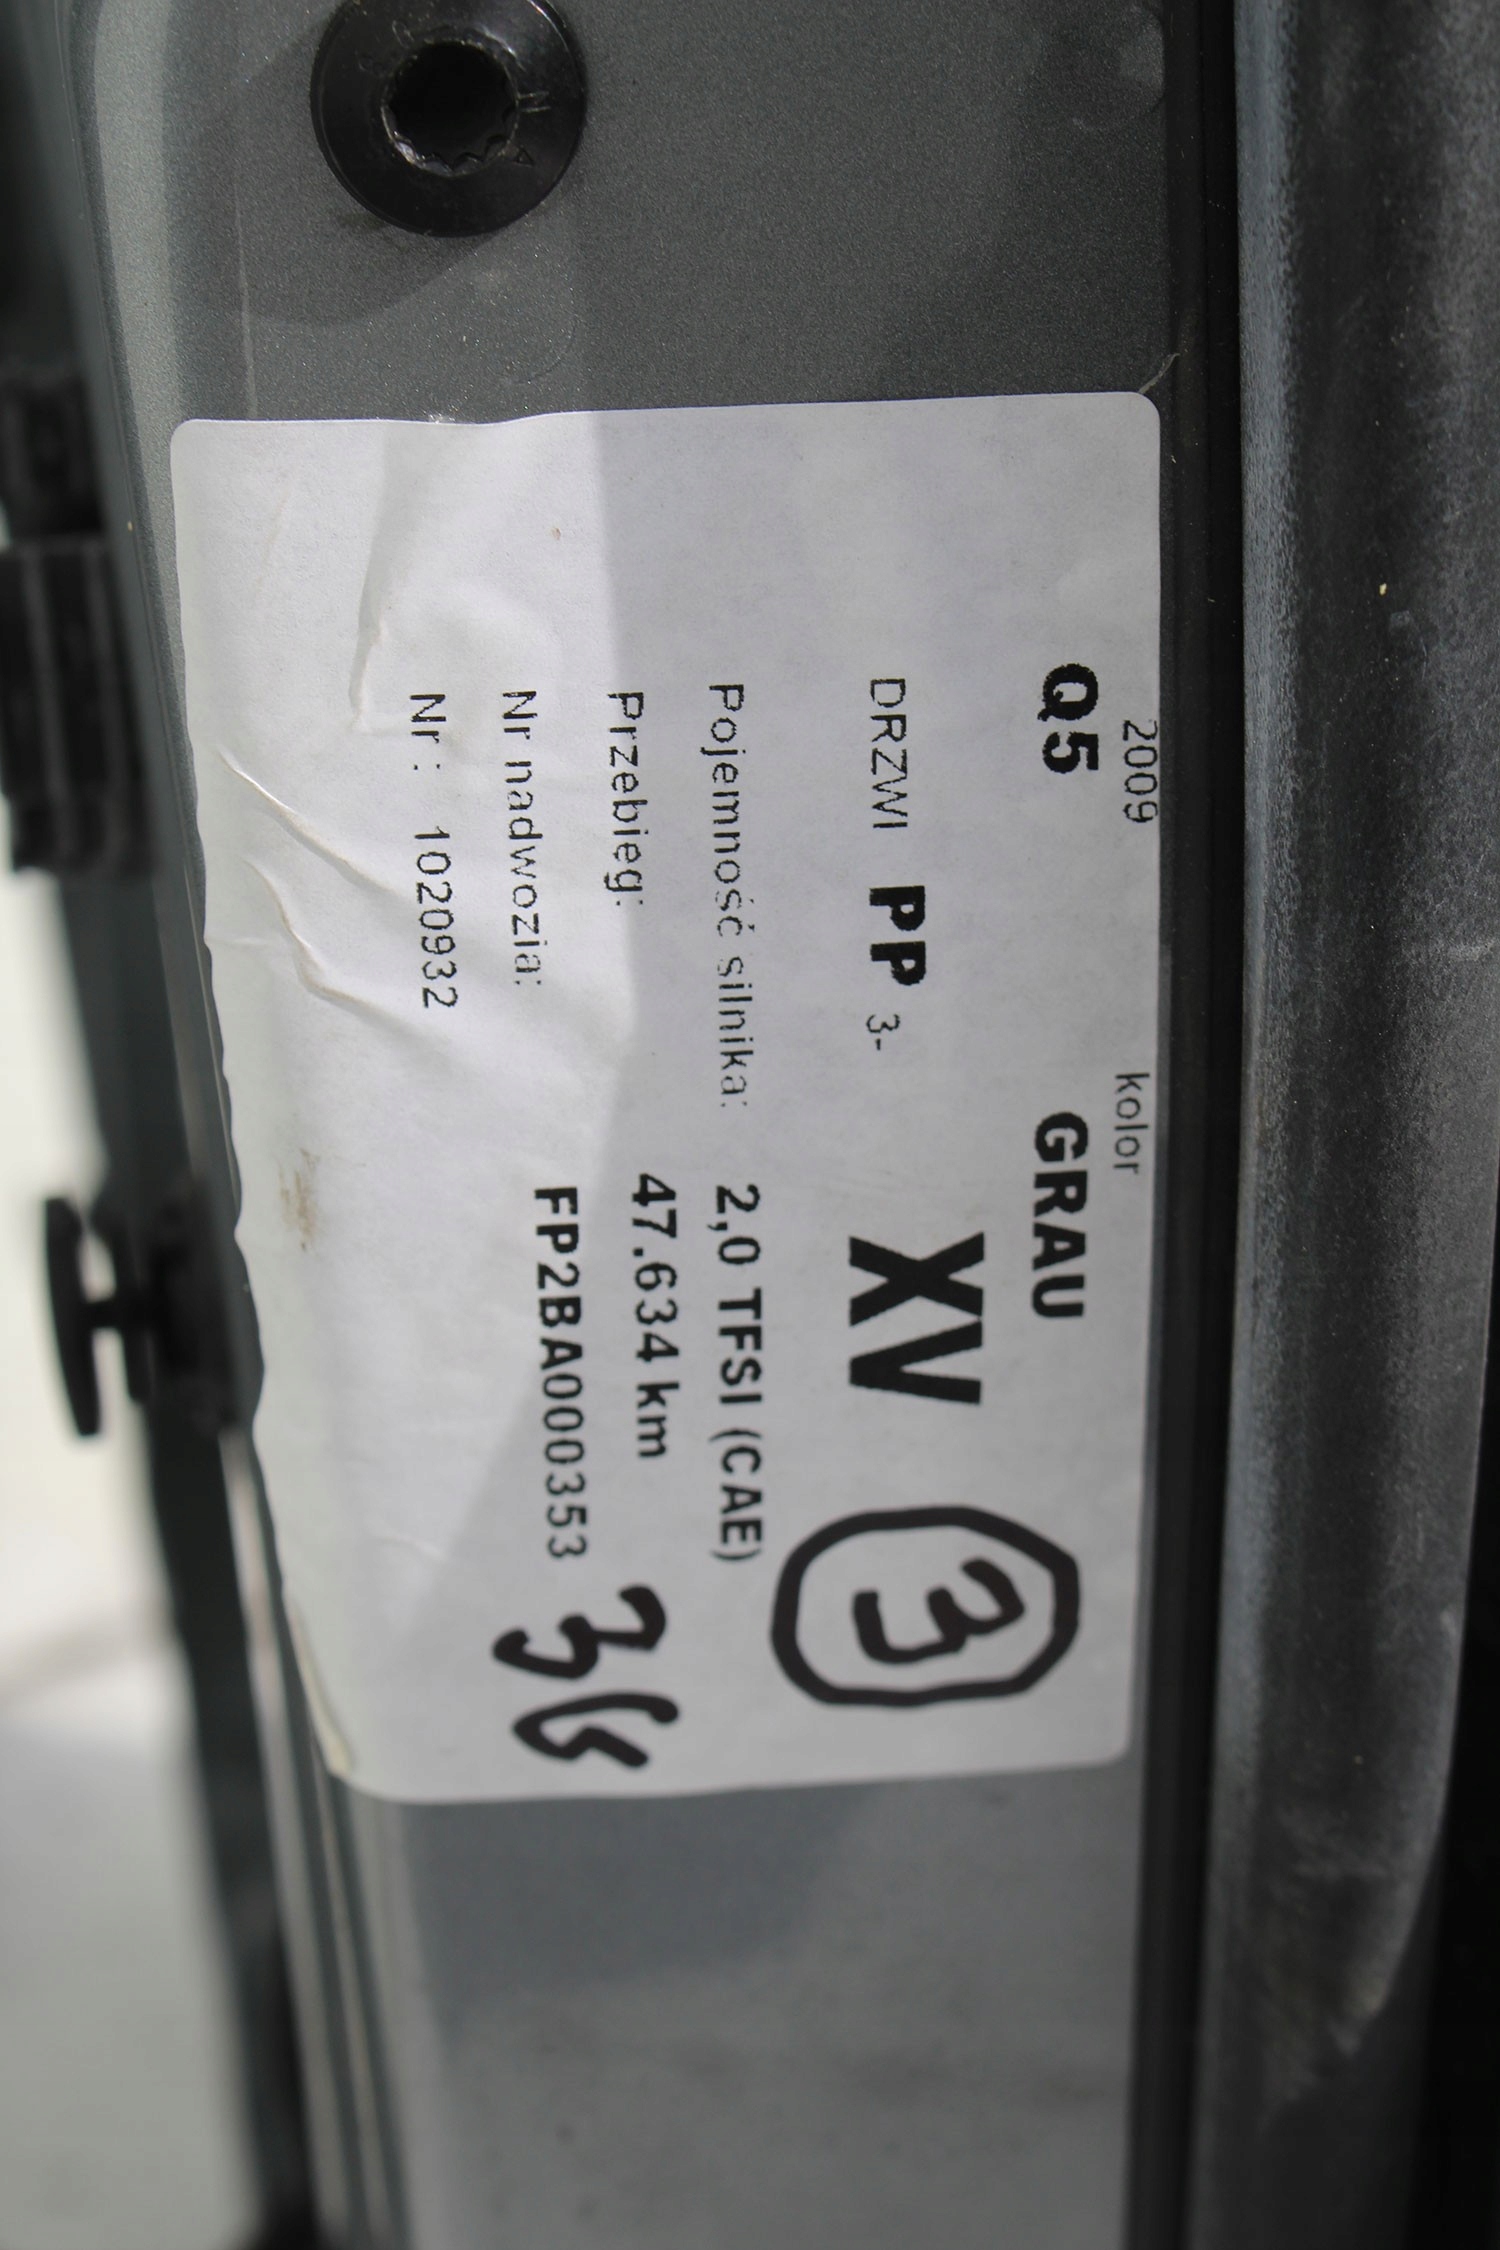 2009 kolor
Q5 GRAU
DRZWI PP 3- XV 3
Pojemność silnika: 2,0 TFSI (CAE)
Przebieg: 47.634 km
Nr nadwozia: FP2BA000353
36
Nr: 1020932